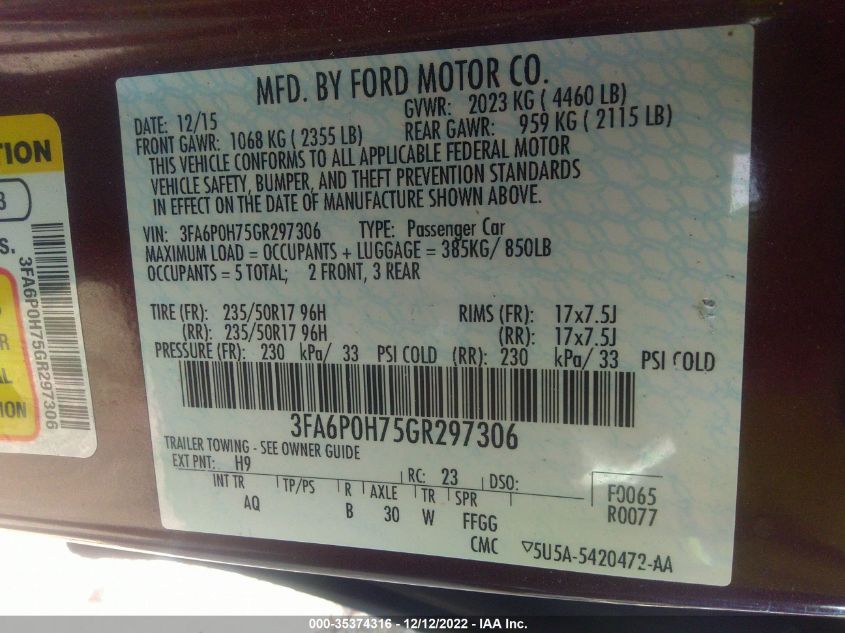 MFD. BY FORD MOTOR CO.
DATE: 12/15 GVWR: 2023 KG ( 4460 LB)
FRONT GAWR: 1068 KG ( 2355 LB) REAR GAWR: 959 KG ( 2115 LB)
THIS VEHICLE CONFORMS TO ALL APPLICABLE FEDERAL MOTOR
VEHICLE SAFETY, BUMPER, AND THEFT PREVENTION STANDARDS
IN EFFECT ON THE DATE OF MANUFACTURE SHOWN ABOVE.
VIN: 3FA6P0H75GR297306 TYPE: Passenger Car
MAXIMUM LOAD = OCCUPANTS + LUGGAGE = 385KG/ 850LB
OCCUPANTS = 5 TOTAL; 2 FRONT, 3 REAR
TIRE (FR): 235/50R17 96H RIMS (FR): 17x7.5J
(RR): 235/50R17 96H (RR): 17x7.5J
PRESSURE (FR): 230 kPa/ 33 PSI COLD (RR): 230 kPa/ 33 PSI COLD
3FA6P0H75GR297306
TRAILER TOWING - SEE OWNER GUIDE
EXT PNT: H9 RC: 23 DSO:
INT TR TP/PS R AXLE TR SPR F0065
AQ B 30 W FFGG R0077
CMC ▽5U5A-5420472-AA
TION
3
S.
3FA6P0H75GR297306
R
AL
ION
000-35374316 - 12/12/2022 - IAA Inc.